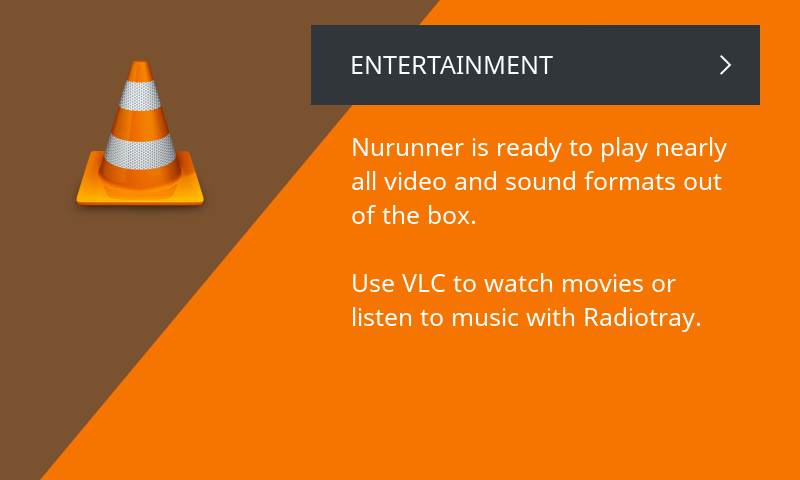 ENTERTAINMENT
Nurunner is ready to play nearly
all video and sound formats out
of the box.
Use VLC to watch movies or
listen to music with Radiotray.